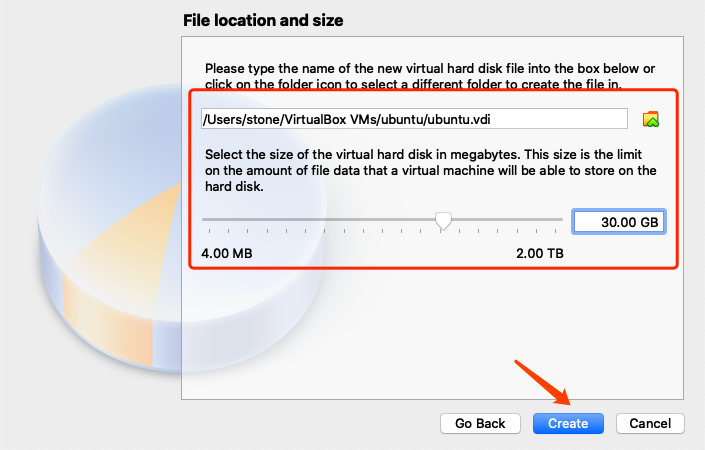 File location and size
Please type the name of the new virtual hard disk file into the box below or
click on the folder icon to select a different folder to create the file in.
/Users/stone/VirtualBox VMs/ubuntu/ubuntu.vdi
Select the size of the virtual hard disk in megabytes. This size is the limit
on the amount of file data that a virtual machine will be able to store on the
hard disk.
30.00 GB
4.00 MB
2.00 TB
Go Back
Create
Cancel